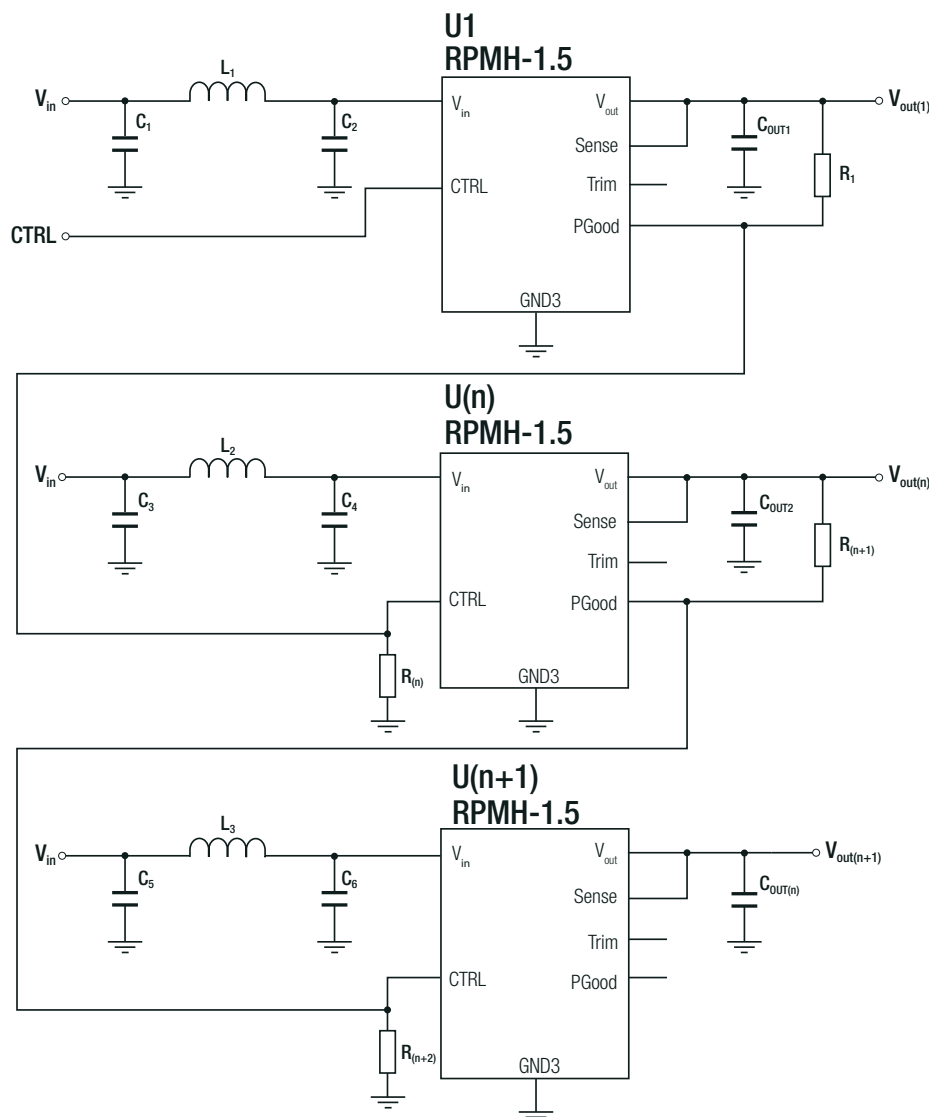 U1
RPMH-1.5
L₁
Vin
Vin
Vout
Vout(1)
C₁
C₂
COUT1
Sense
R₁
CTRL
Trim
CTRL
PGood
GND3
U(n)
RPMH-1.5
L₂
Vin
Vin
Vout
Vout(n)
C₃
C₄
COUT2
Sense
R(n+1)
Trim
CTRL
PGood
R(n)
GND3
U(n+1)
RPMH-1.5
L₃
Vin
Vin
Vout
Vout(n+1)
C₅
C₆
COUT(n)
Sense
Trim
CTRL
PGood
R(n+2)
GND3